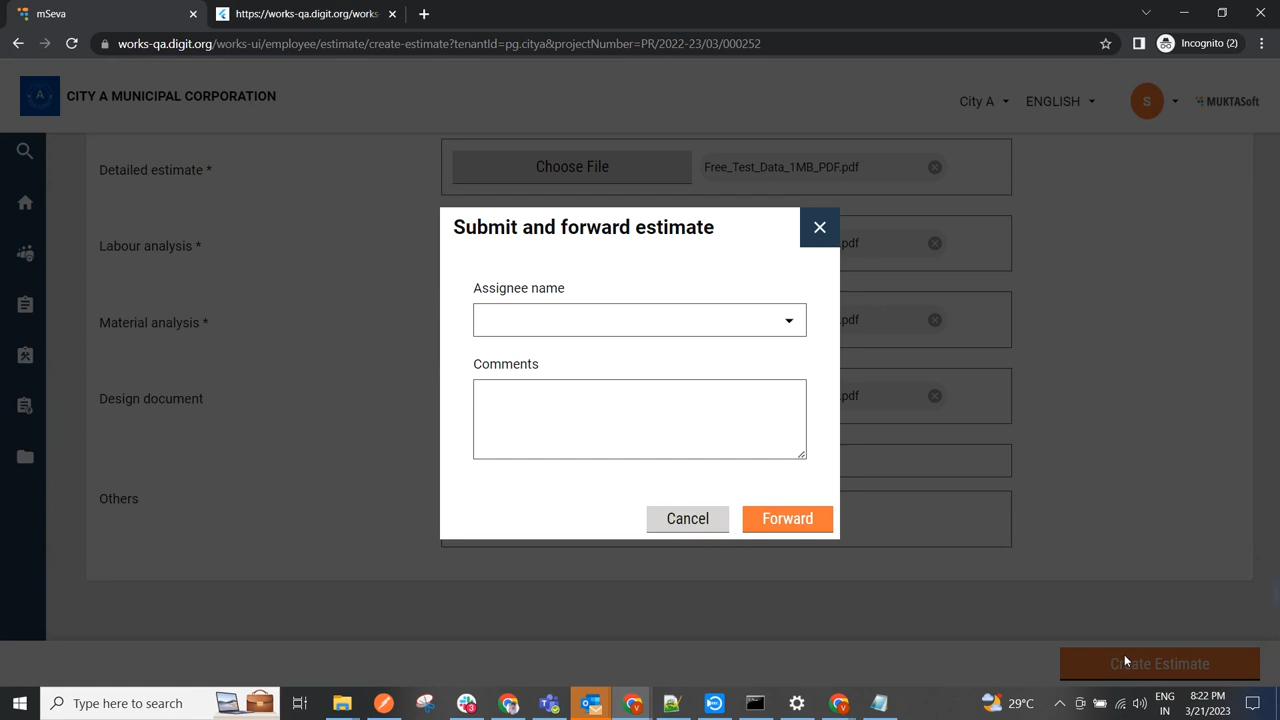 mSeva
https://works-qa.digit.org/works
works-qa.digit.org/works-ui/employee/estimate/create-estimate?tenantId=pg.citya&projectNumber=PR/2022-23/03/000252
Incognito (2)
A
CITY A MUNICIPAL CORPORATION
City A
ENGLISH
S
MUKTASoft
Detailed estimate *
Choose File
Free_Test_Data_1MB_PDF.pdf
Submit and forward estimate
Labour analysis *
.pdf
Assignee name
Material analysis *
.pdf
Comments
Design document
.pdf
Others
Cancel
Forward
Create Estimate
Type here to search
3
29°C
ENG
IN
8:22 PM
3/21/2023